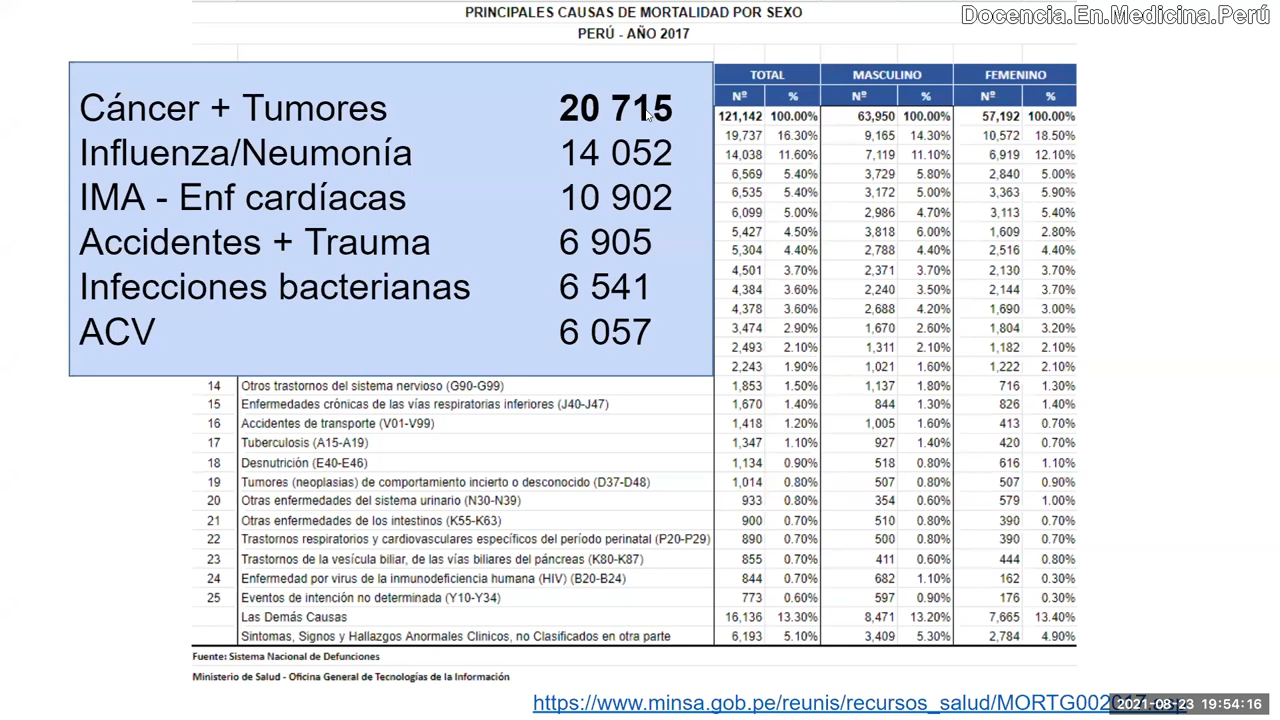 PRINCIPALES CAUSAS DE MORTALIDAD POR SEXO
PERÚ - AÑO 2017
Docencia.En.Medicina.Perú
Cáncer + Tumores 20 715
Influenza/Neumonía 14 052
IMA - Enf cardíacas 10 902
Accidentes + Trauma 6 905
Infecciones bacterianas 6 541
ACV 6 057
TOTAL MASCULINO FEMENINO
Nº % Nº % Nº %
121,142 100.00% 63,950 100.00% 57,192 100.00%
19,737 16.30% 9,165 14.30% 10,572 18.50%
14,038 11.60% 7,119 11.10% 6,919 12.10%
6,569 5.40% 3,729 5.80% 2,840 5.00%
6,535 5.40% 3,172 5.00% 3,363 5.90%
6,099 5.00% 2,986 4.70% 3,113 5.40%
5,427 4.50% 3,818 6.00% 1,609 2.80%
5,304 4.40% 2,788 4.40% 2,516 4.40%
4,501 3.70% 2,371 3.70% 2,130 3.70%
4,384 3.60% 2,240 3.50% 2,144 3.70%
4,378 3.60% 2,688 4.20% 1,690 3.00%
3,474 2.90% 1,670 2.60% 1,804 3.20%
2,493 2.10% 1,311 2.10% 1,182 2.10%
2,243 1.90% 1,021 1.60% 1,222 2.10%
14 Otros trastornos del sistema nervioso (G90-G99) 1,853 1.50% 1,137 1.80% 716 1.30%
15 Enfermedades crónicas de las vías respiratorias inferiores (J40-J47) 1,670 1.40% 844 1.30% 826 1.40%
16 Accidentes de transporte (V01-V99) 1,418 1.20% 1,005 1.60% 413 0.70%
17 Tuberculosis (A15-A19) 1,347 1.10% 927 1.40% 420 0.70%
18 Desnutrición (E40-E46) 1,134 0.90% 518 0.80% 616 1.10%
19 Tumores (neoplasias) de comportamiento incierto o desconocido (D37-D48) 1,014 0.80% 507 0.80% 507 0.90%
20 Otras enfermedades del sistema urinario (N30-N39) 933 0.80% 354 0.60% 579 1.00%
21 Otras enfermedades de los intestinos (K55-K63) 900 0.70% 510 0.80% 390 0.70%
22 Trastornos respiratorios y cardiovasculares específicos del período perinatal (P20-P29) 890 0.70% 500 0.80% 390 0.70%
23 Trastornos de la vesícula biliar, de las vías biliares del páncreas (K80-K87) 855 0.70% 411 0.60% 444 0.80%
24 Enfermedad por virus de la inmunodeficiencia humana (HIV) (B20-B24) 844 0.70% 682 1.10% 162 0.30%
25 Eventos de intención no determinada (Y10-Y34) 773 0.60% 597 0.90% 176 0.30%
Las Demás Causas 16,136 13.30% 8,471 13.20% 7,665 13.40%
Sintomas, Signos y Hallazgos Anormales Clinicos, no Clasificados en otra parte 6,193 5.10% 3,409 5.30% 2,784 4.90%
Fuente: Sistema Nacional de Defunciones
Ministerio de Salud - Oficina General de Tecnologías de la Información
https://www.minsa.gob.pe/reunis/recursos_salud/MORTG002
2021-08-23 19:54:16